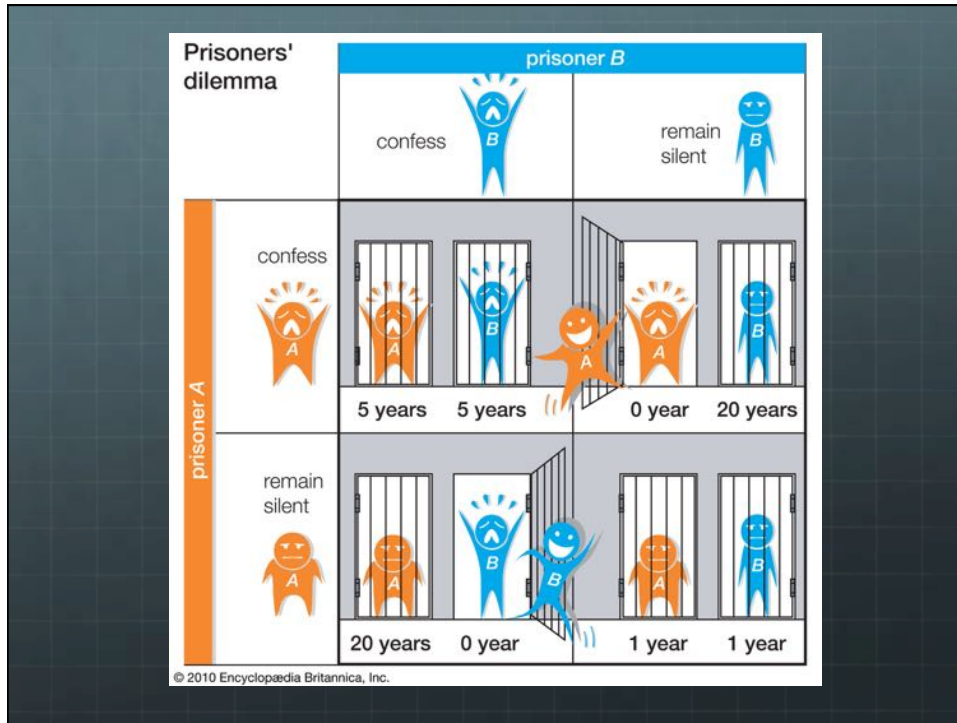 Prisoners'
dilemma
prisoner B
confess
B
remain
silent
B
confess
A
A
B
A
A
B
5 years
5 years
0 year
20 years
prisoner A
remain
silent
A
A
B
B
A
B
20 years
0 year
1 year
1 year
© 2010 Encyclopædia Britannica, Inc.